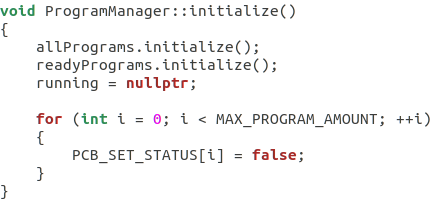 void ProgramManager::initialize()
{
    allPrograms.initialize();
    readyPrograms.initialize();
    running = nullptr;

    for (int i = 0; i < MAX_PROGRAM_AMOUNT; ++i)
    {
        PCB_SET_STATUS[i] = false;
    }
}